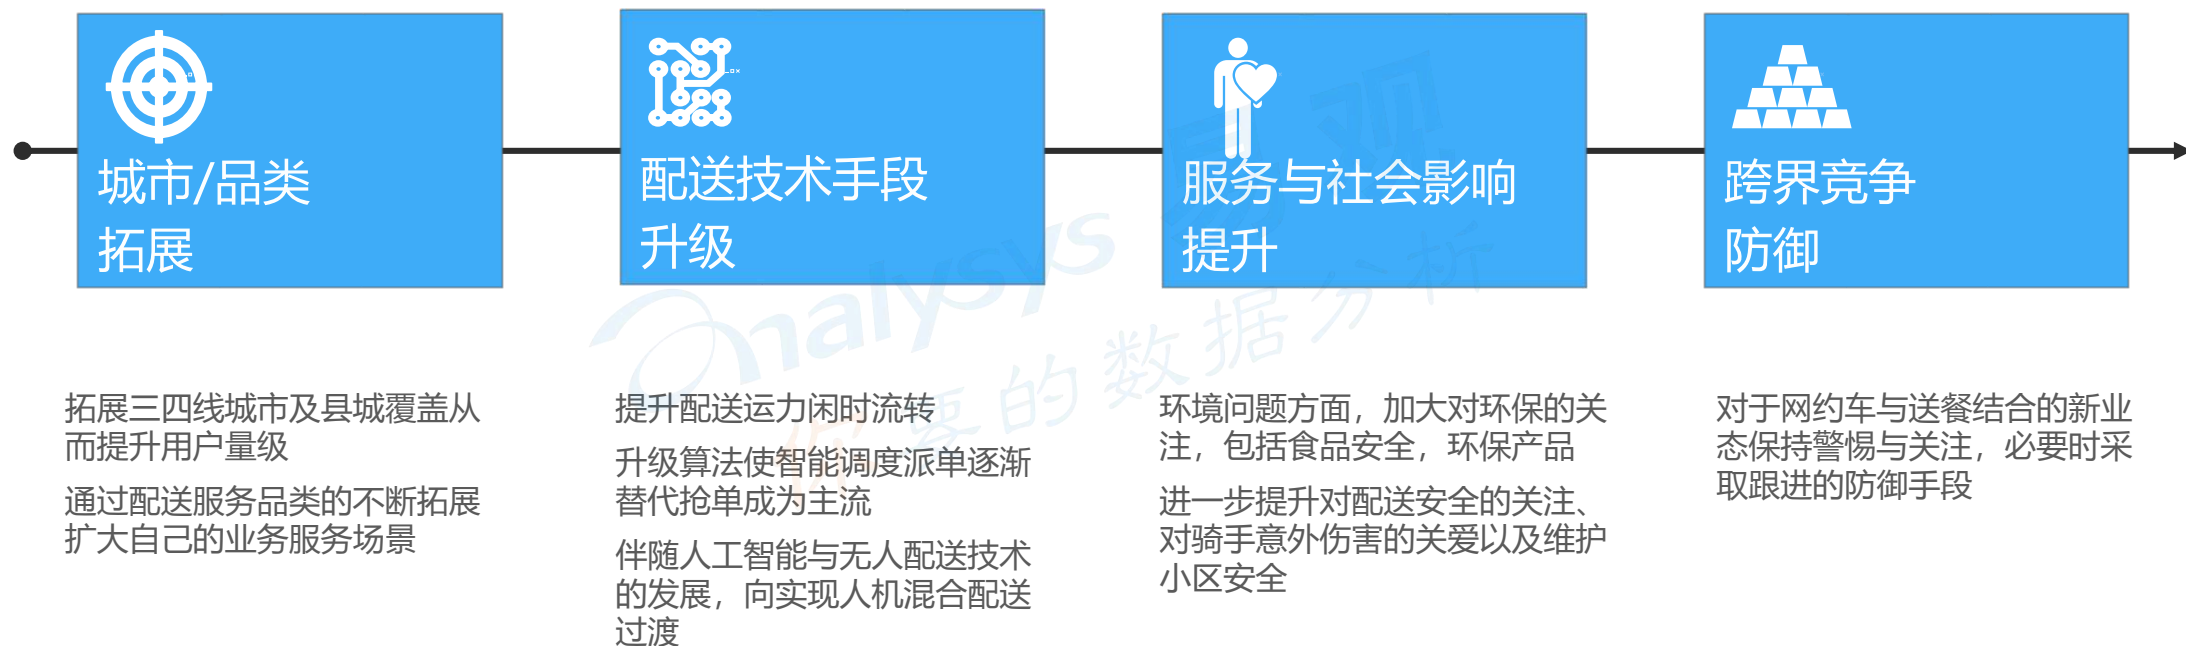 城市/品类
拓展
配送技术手段
升级
服务与社会影响
提升
跨界竞争
防御
拓展三四线城市及县城覆盖从
而提升用户量级
通过配送服务品类的不断拓展
扩大自己的业务服务场景
提升配送运力闲时流转
升级算法使智能调度派单逐渐
替代抢单成为主流
伴随人工智能与无人配送技术
的发展，向实现人机混合配送
过渡
环境问题方面，加大对环保的关
注，包括食品安全，环保产品
进一步提升对配送安全的关注、
对骑手意外伤害的关爱以及维护
小区安全
对于网约车与送餐结合的新业
态保持警惕与关注，必要时采
取跟进的防御手段
analysys 易观
你要的数据分析